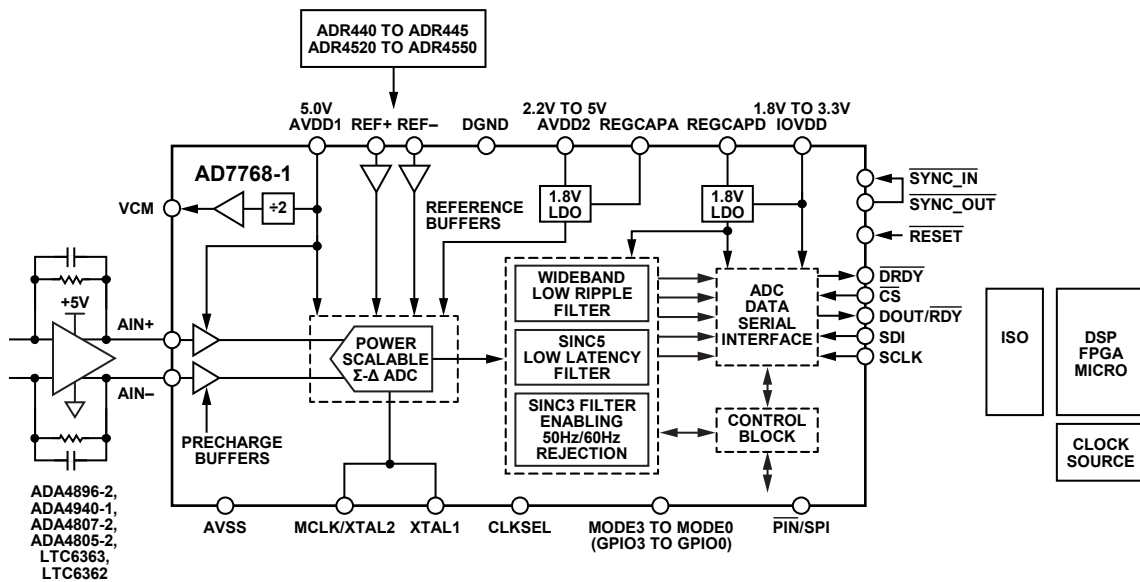 ADR440 TO ADR445
ADR4520 TO ADR4550
5.0V
AVDD1
REF+
REF–
DGND
2.2V TO 5V
AVDD2
REGCAPA
REGCAPD
1.8V TO 3.3V
IOVDD
AD7768-1
VCM
÷2
REFERENCE
BUFFERS
1.8V
LDO
1.8V
LDO
SYNC_IN
SYNC_OUT
RESET
DRDY
CS
DOUT/RDY
SDI
SCLK
+5V
AIN+
AIN–
PRECHARGE
BUFFERS
POWER
SCALABLE
Σ-Δ ADC
WIDEBAND
LOW RIPPLE
FILTER
SINC5
LOW LATENCY
FILTER
SINC3 FILTER
ENABLING
50Hz/60Hz
REJECTION
ADC
DATA
SERIAL
INTERFACE
CONTROL
BLOCK
ISO
DSP
FPGA
MICRO
CLOCK
SOURCE
ADA4896-2,
ADA4940-1,
ADA4807-2,
ADA4805-2,
LTC6363,
LTC6362
AVSS
MCLK/XTAL2
XTAL1
CLKSEL
MODE3 TO MODE0
(GPIO3 TO GPIO0)
PIN/SPI